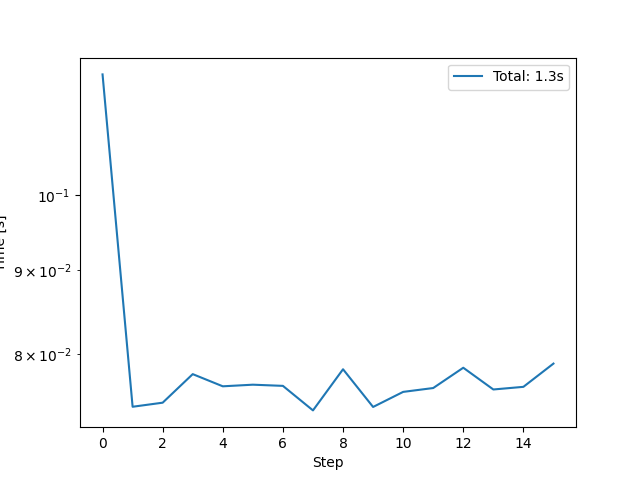 Total: 1.3s
10⁻¹
9 × 10⁻²
8 × 10⁻²
Time [s]
0 2 4 6 8 10 12 14
Step